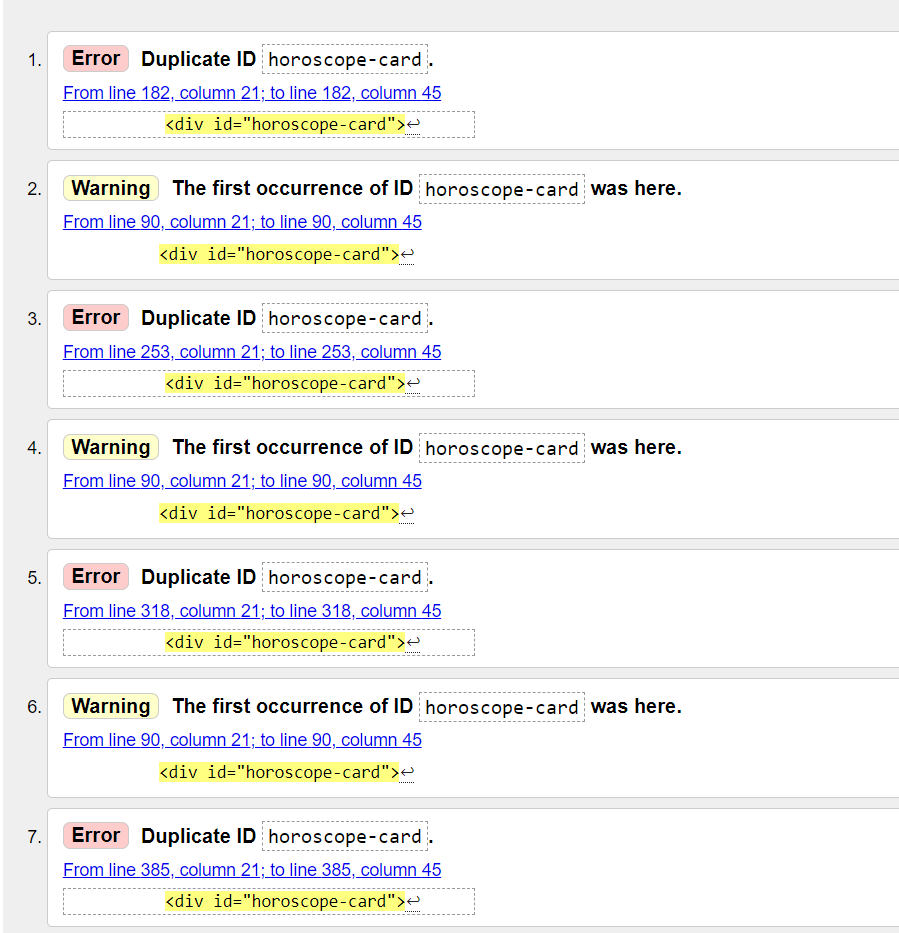 1. Error Duplicate ID horoscope-card.
From line 182, column 21; to line 182, column 45
<div id="horoscope-card">↩
2. Warning The first occurrence of ID horoscope-card was here.
From line 90, column 21; to line 90, column 45
<div id="horoscope-card">↩
3. Error Duplicate ID horoscope-card.
From line 253, column 21; to line 253, column 45
<div id="horoscope-card">↩
4. Warning The first occurrence of ID horoscope-card was here.
From line 90, column 21; to line 90, column 45
<div id="horoscope-card">↩
5. Error Duplicate ID horoscope-card.
From line 318, column 21; to line 318, column 45
<div id="horoscope-card">↩
6. Warning The first occurrence of ID horoscope-card was here.
From line 90, column 21; to line 90, column 45
<div id="horoscope-card">↩
7. Error Duplicate ID horoscope-card.
From line 385, column 21; to line 385, column 45
<div id="horoscope-card">↩